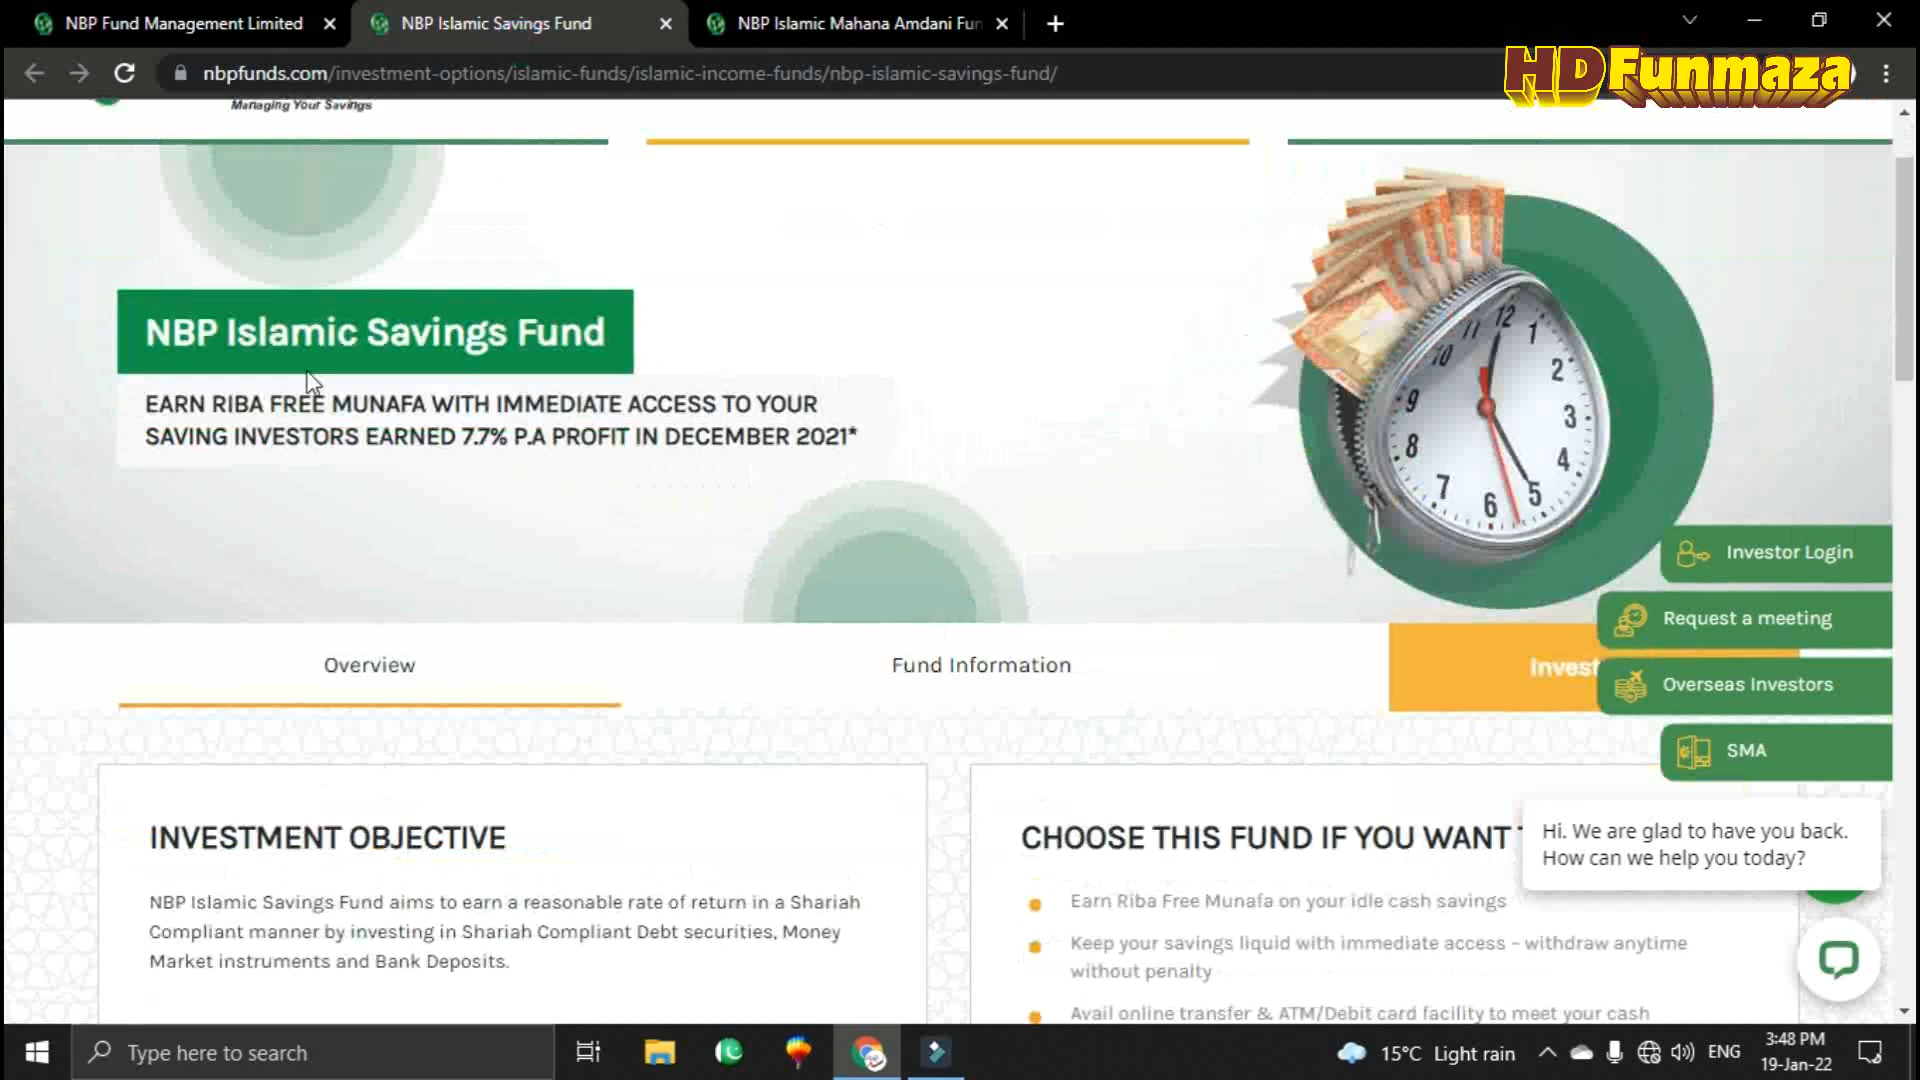 NBP Fund Management Limited
NBP Islamic Savings Fund
NBP Islamic Mahana Amdani Fun
nbpfunds.com/investment-options/islamic-funds/islamic-income-funds/nbp-islamic-savings-fund/
HDFunmaza
Managing Your Savings
NBP Islamic Savings Fund
EARN RIBA FREE MUNAFA WITH IMMEDIATE ACCESS TO YOUR
SAVING INVESTORS EARNED 7.7% P.A PROFIT IN DECEMBER 2021*
12
1
2
3
4
5
6
7
8
9
10
11
Investor Login
Request a meeting
Overseas Investors
SMA
Overview
Fund Information
Invest
INVESTMENT OBJECTIVE
NBP Islamic Savings Fund aims to earn a reasonable rate of return in a Shariah
Compliant manner by investing in Shariah Compliant Debt securities, Money
Market instruments and Bank Deposits.
CHOOSE THIS FUND IF YOU WANT
Earn Riba Free Munafa on your idle cash savings
Keep your savings liquid with immediate access – withdraw anytime
without penalty
Avail online transfer & ATM/Debit card facility to meet your cash
Hi. We are glad to have you back.
How can we help you today?
Type here to search
15°C Light rain
ENG
3:48 PM
19-Jan-22